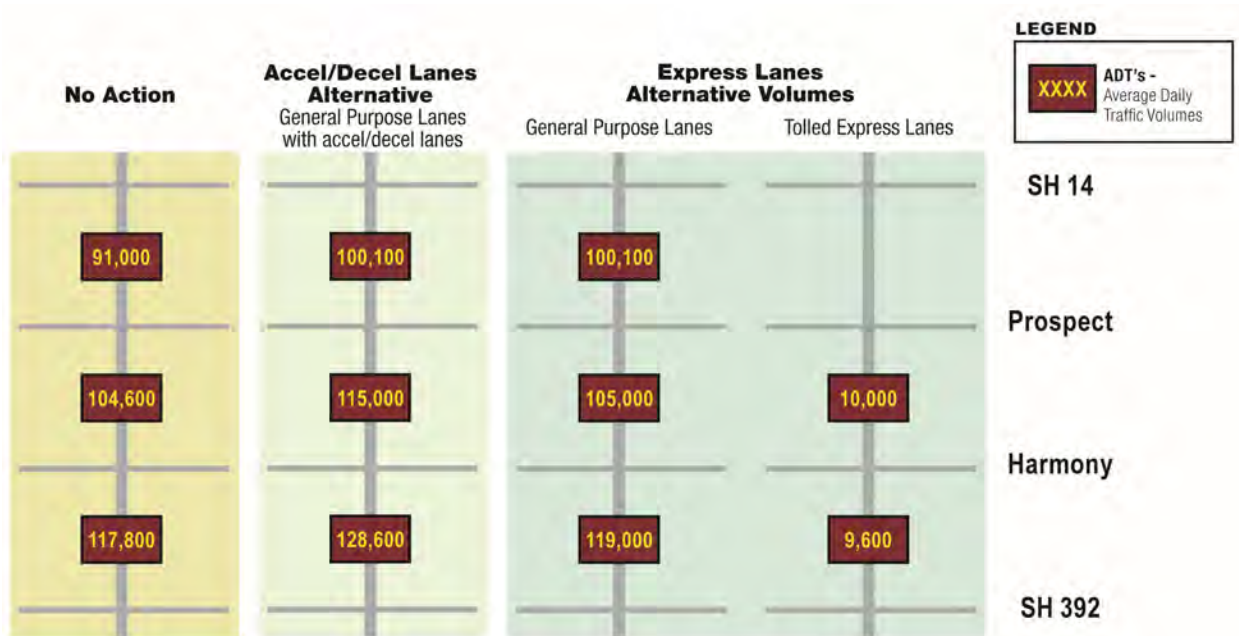 LEGEND
XXXX
ADT's -
Average Daily
Traffic Volumes
No Action
Accel/Decel Lanes
Alternative
General Purpose Lanes
with accel/decel lanes
Express Lanes
Alternative Volumes
General Purpose Lanes
Tolled Express Lanes
SH 14
91,000
100,100
100,100
Prospect
104,600
115,000
105,000
10,000
Harmony
117,800
128,600
119,000
9,600
SH 392